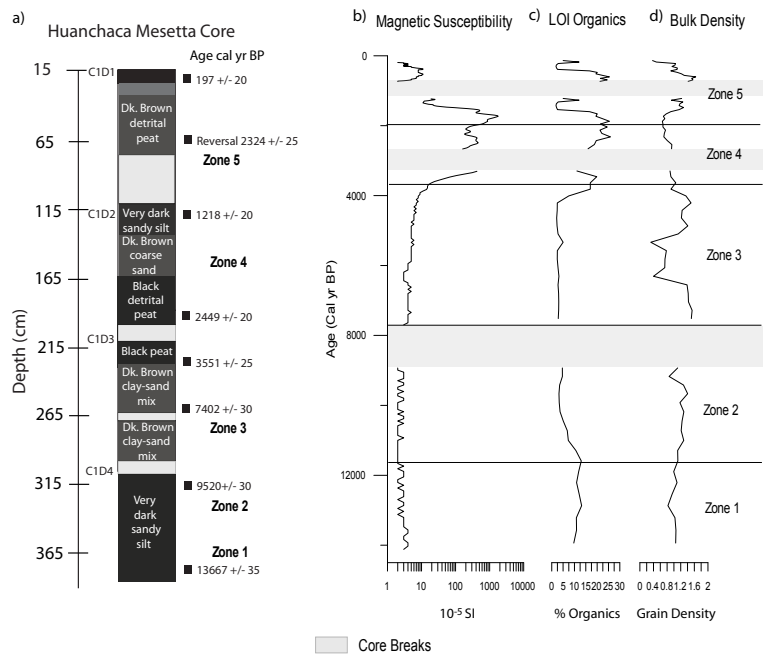 a)
Huanchaca Mesetta Core
Age cal yr BP
Depth (cm)
15
65
115
165
215
265
315
365
C1D1
C1D2
C1D3
C1D4
Dk. Brown
detrital
peat
Very dark
sandy silt
Dk. Brown
coarse
sand
Black
detrital
peat
Black peat
Dk. Brown
clay-sand
mix
Dk. Brown
clay-sand
mix
Very
dark
sandy
silt
197 +/- 20
Reversal 2324 +/- 25
Zone 5
1218 +/- 20
Zone 4
2449 +/- 20
3551 +/- 25
7402 +/- 30
Zone 3
9520+/- 30
Zone 2
Zone 1
13667 +/- 35
b)
Magnetic Susceptibility
c)
LOI Organics
d)
Bulk Density
Age (Cal yr BP)
0
4000
8000
12000
Zone 5
Zone 4
Zone 3
Zone 2
Zone 1
1 10 100 1000 10000
0 5 10 15 20 25 30
0 0.4 0.8 1.2 1.6 2
10-5 SI
% Organics
Grain Density
Core Breaks